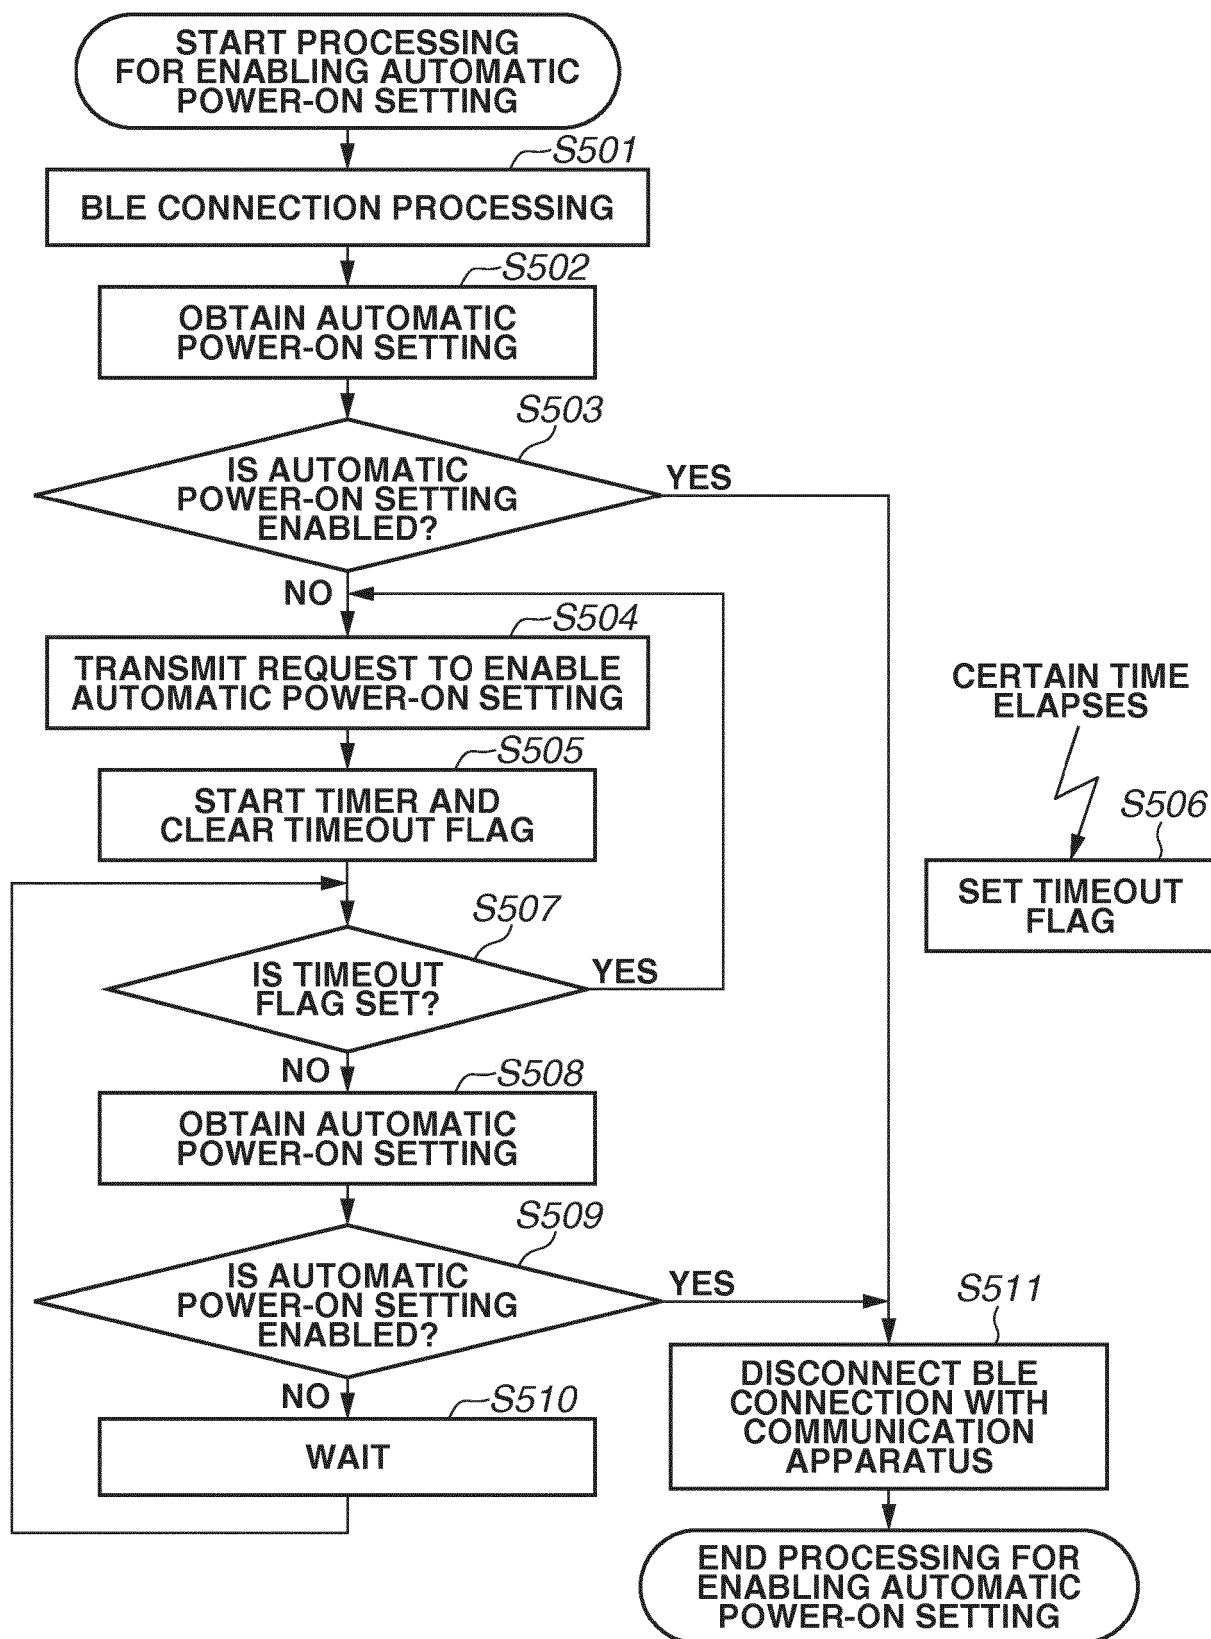 START PROCESSING
FOR ENABLING AUTOMATIC
POWER-ON SETTING
S501
BLE CONNECTION PROCESSING
S502
OBTAIN AUTOMATIC
POWER-ON SETTING
S503
IS AUTOMATIC
POWER-ON SETTING
ENABLED?
YES
NO
S504
TRANSMIT REQUEST TO ENABLE
AUTOMATIC POWER-ON SETTING
S505
START TIMER AND
CLEAR TIMEOUT FLAG
CERTAIN TIME
ELAPSES
S506
SET TIMEOUT
FLAG
S507
IS TIMEOUT
FLAG SET?
YES
NO
S508
OBTAIN AUTOMATIC
POWER-ON SETTING
S509
IS AUTOMATIC
POWER-ON SETTING
ENABLED?
YES
NO
S510
WAIT
S511
DISCONNECT BLE
CONNECTION WITH
COMMUNICATION
APPARATUS
END PROCESSING FOR
ENABLING AUTOMATIC
POWER-ON SETTING